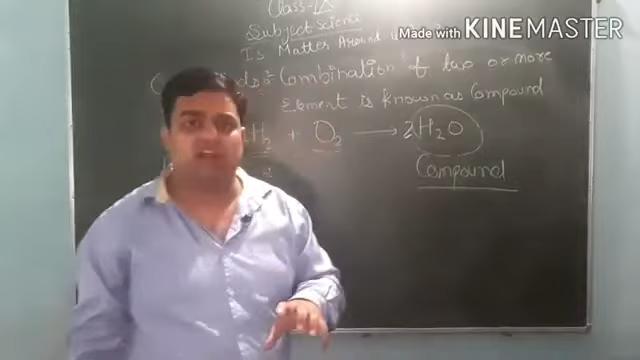 Class-IX
Made with KINEMASTER
Subject Science
Is Matter Around
Combination of two or more
Element is known as Compound
H₂ + O₂ ⟶ 2H₂O
Compound